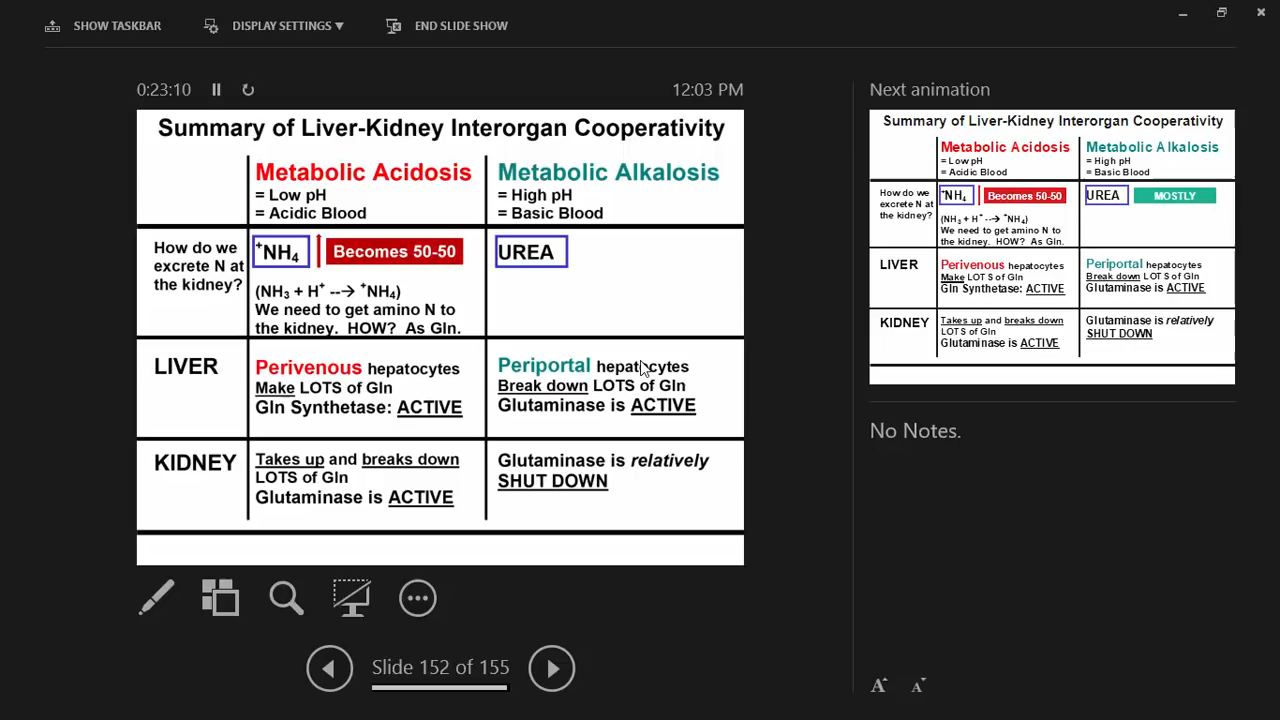 SHOW TASKBAR
DISPLAY SETTINGS ▼
END SLIDE SHOW
0:23:10
12:03 PM
Summary of Liver-Kidney Interorgan Cooperativity
Metabolic Acidosis
= Low pH
= Acidic Blood
Metabolic Alkalosis
= High pH
= Basic Blood
How do we
excrete N at
the kidney?
⁺NH₄
Becomes 50-50
(NH₃ + H⁺ --→ ⁺NH₄)
We need to get amino N to
the kidney. HOW? As Gln.
UREA
LIVER
Perivenous hepatocytes
Make LOTS of Gln
Gln Synthetase: ACTIVE
Periportal hepatocytes
Break down LOTS of Gln
Glutaminase is ACTIVE
KIDNEY
Takes up and breaks down
LOTS of Gln
Glutaminase is ACTIVE
Glutaminase is relatively
SHUT DOWN
Slide 152 of 155
Next animation
Summary of Liver-Kidney Interorgan Cooperativity
Metabolic Acidosis
= Low pH
= Acidic Blood
Metabolic Alkalosis
= High pH
= Basic Blood
How do we
excrete N at
the kidney?
⁺NH₄
Becomes 50-50
(NH₃ + H⁺ --→ ⁺NH₄)
We need to get amino N to
the kidney. HOW? As Gln.
UREA
MOSTLY
LIVER
Perivenous hepatocytes
Make LOTS of Gln
Gln Synthetase: ACTIVE
Periportal hepatocytes
Break down LOTS of Gln
Glutaminase is ACTIVE
KIDNEY
Takes up and breaks down
LOTS of Gln
Glutaminase is ACTIVE
Glutaminase is relatively
SHUT DOWN
No Notes.
A A